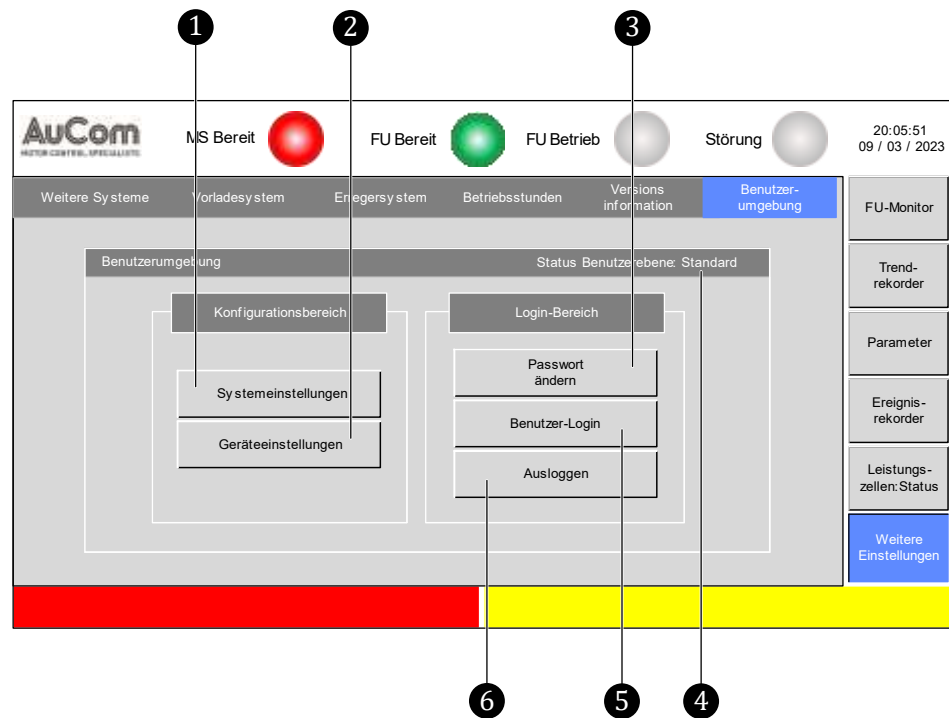 1 2 3
AuCom
MOTOR CONTROL SPECIALISTS
MS Bereit
FU Bereit
FU Betrieb
Störung
20:05:51
09 / 03 / 2023
Weitere Systeme
Vorladesystem
Erregersystem
Betriebsstunden
Versions
information
Benutzer-
umgebung
FU-Monitor
Trend-
rekorder
Parameter
Ereignis-
rekorder
Leistungs-
zellen:Status
Weitere
Einstellungen
Benutzerumgebung
Status Benutzerebene: Standard
Konfigurationsbereich
Systemeinstellungen
Geräteeinstellungen
Login-Bereich
Passwort
ändern
Benutzer-Login
Ausloggen
6 5 4